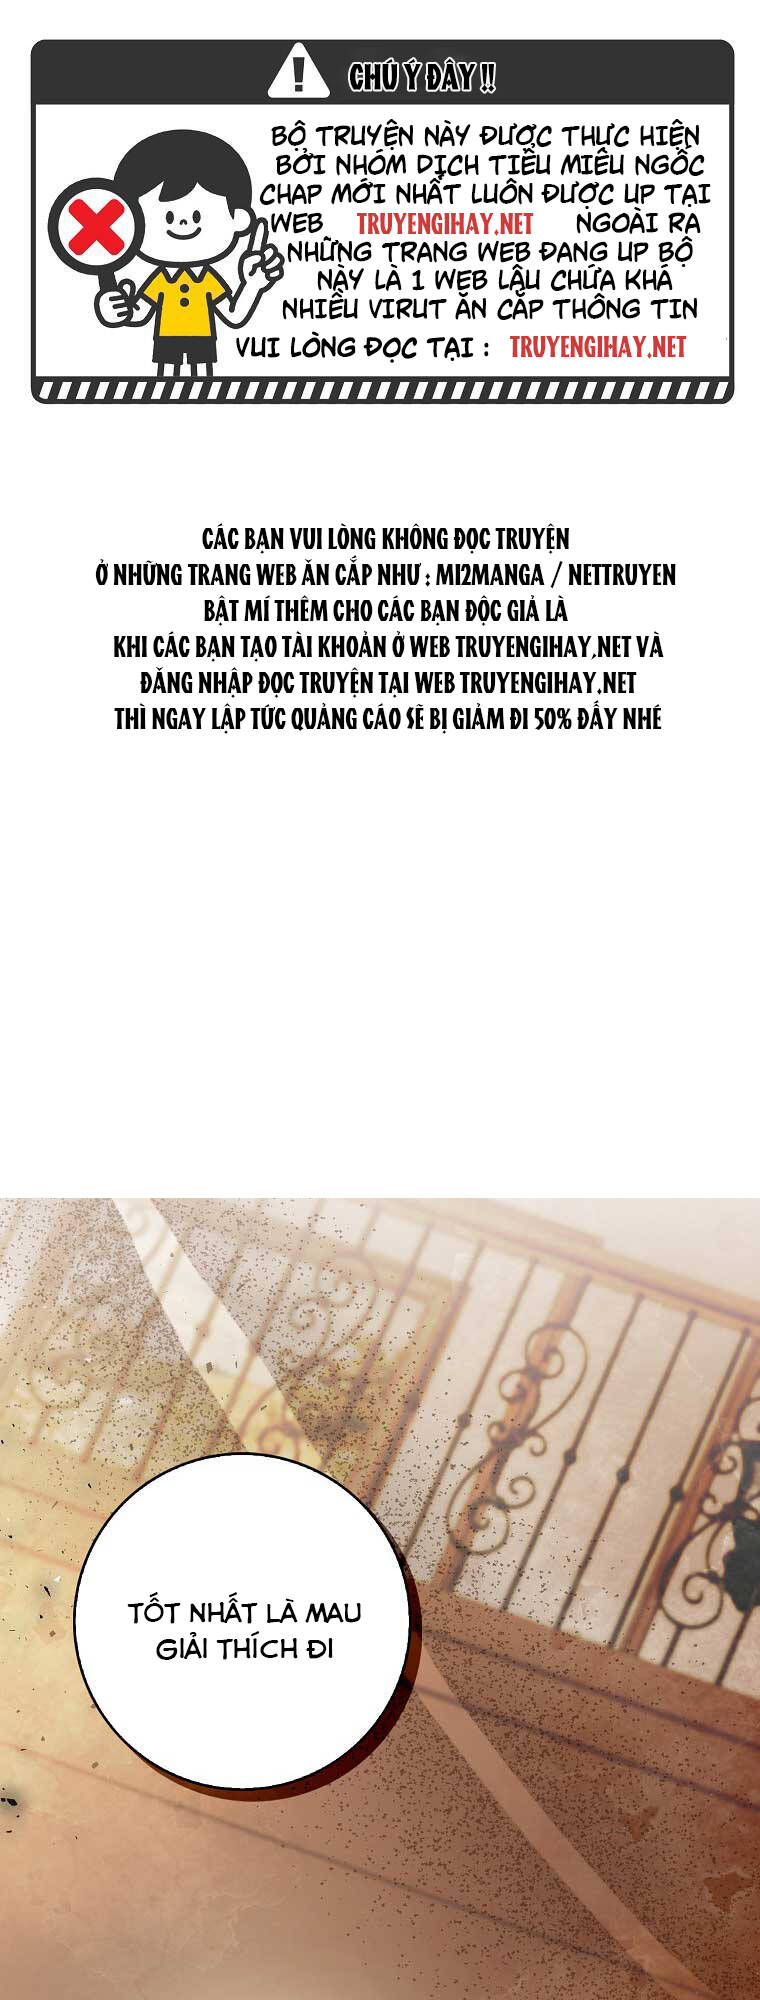 CHÚ Ý ĐÂY !!
BỘ TRUYỆN NÀY ĐƯỢC THỰC HIỆN
BỞI NHÓM DỊCH TIỂU MIÊU NGỐC
CHAP MỚI NHẤT LUÔN ĐƯỢC UP TẠI
WEB TRUYENGIHAY.NET NGOÀI RA
NHỮNG TRANG WEB ĐANG UP BỘ
NÀY LÀ 1 WEB LẬU CHỨA KHÁ
NHIỀU VIRUT ĂN CẮP THÔNG TIN
VUI LÒNG ĐỌC TẠI : TRUYENGIHAY.NET
CÁC BẠN VUI LÒNG KHÔNG ĐỌC TRUYỆN
Ở NHỮNG TRANG WEB ĂN CẮP NHƯ : MI2MANGA / NETTRUYEN
BẬT MÍ THÊM CHO CÁC BẠN ĐỘC GIẢ LÀ
KHI CÁC BẠN TẠO TÀI KHOẢN Ở WEB TRUYENGIHAY.NET VÀ
ĐĂNG NHẬP ĐỌC TRUYỆN TẠI WEB TRUYENGIHAY.NET
THÌ NGAY LẬP TỨC QUẢNG CÁO SẼ BỊ GIẢM ĐI 50% ĐẤY NHÉ
TỐT NHẤT LÀ MAU
GIẢI THÍCH ĐI